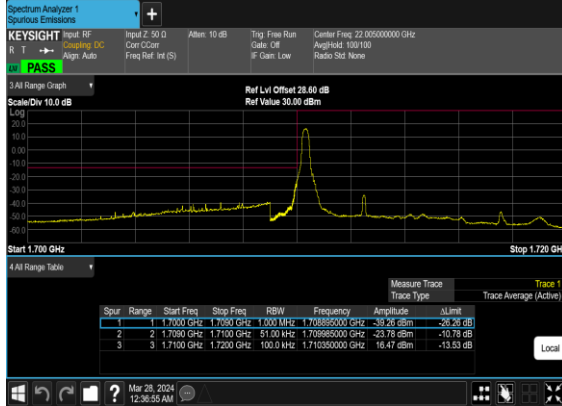 Spectrum Analyzer 1
Spurious Emissions
+
KEYSIGHT Input: RF Input Z: 50 Ω Atten: 10 dB Trig: Free Run Center Freq: 22.005000000 GHz
R T Coupling: DC Corr CCorr Gate: Off Avg|Hold: 100/100
Align: Auto Freq Ref: Int (S) IF Gain: Low Radio Std: None
PASS
3 All Range Graph
Ref Lvl Offset 28.60 dB
Scale/Div 10.0 dB Ref Value 30.00 dBm
Log
20.0
10.0
0.00
-10.0
-20.0
-30.0
-40.0
-50.0
-60.0
Start 1.700 GHz Stop 1.720 GH
4 All Range Table
Measure Trace Trace 1
Trace Type Trace Average (Active)
Spur Range Start Freq Stop Freq RBW Frequency Amplitude ΔLimit
1 1 1.7000 GHz 1.7090 GHz 1.000 MHz 1.708895000 GHz -39.26 dBm -26.26 dB
2 2 1.7090 GHz 1.7100 GHz 51.00 kHz 1.709985000 GHz -23.78 dBm -10.78 dB
3 3 1.7100 GHz 1.7200 GHz 100.0 kHz 1.710350000 GHz 16.47 dBm -13.53 dB
Local
?
Mar 28, 2024
12:36:55 AM